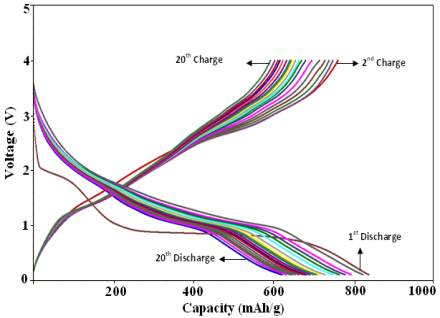 5
4
3
2
1
0
Voltage (V)
20th Charge
2nd Charge
1st Discharge
20th Discharge
200 400 600 800 1000
Capacity (mAh/g)